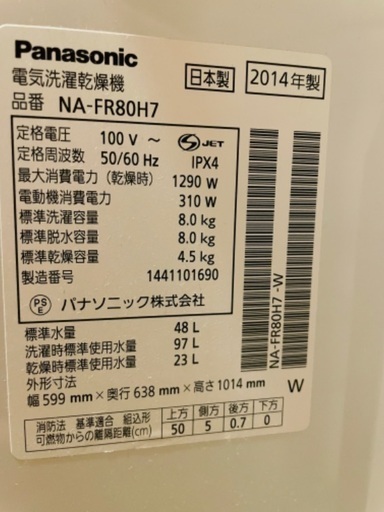 Panasonic
電気洗濯乾燥機
日本製
2014年製
品番 NA-FR80H7
定格電圧 100 V ～
S JET
定格周波数 50/60 Hz IPX4
最大消費電力（乾燥時） 1290 W
電動機消費電力 310 W
標準洗濯容量 8.0 kg
標準脱水容量 8.0 kg
標準乾燥容量 4.5 kg
製造番号 1441101690
PSE パナソニック株式会社
NA-FR80H7 -W
標準水量 48 L
洗濯時標準使用水量 97 L
乾燥時標準使用水量 23 L
外形寸法
幅 599 mm×奥行 638 mm×高さ 1014 mm W
消防法 基準適合 組込形 上方 側方 後方 下方
可燃物からの離隔距離(cm) 50 5 0.7 0